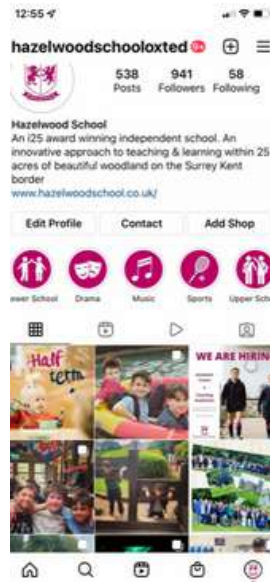 12:55
hazelwoodschooloxted 9+
538 941 58
Posts Followers Following
Hazelwood School
An i25 award winning independent school. An
innovative approach to teaching & learning within 25
acres of beautiful woodland on the Surrey Kent
border
www.hazelwoodschool.co.uk/
Edit Profile Contact Add Shop
ower School Drama Music Sports Upper Scho
Half
term
WE ARE HIRING